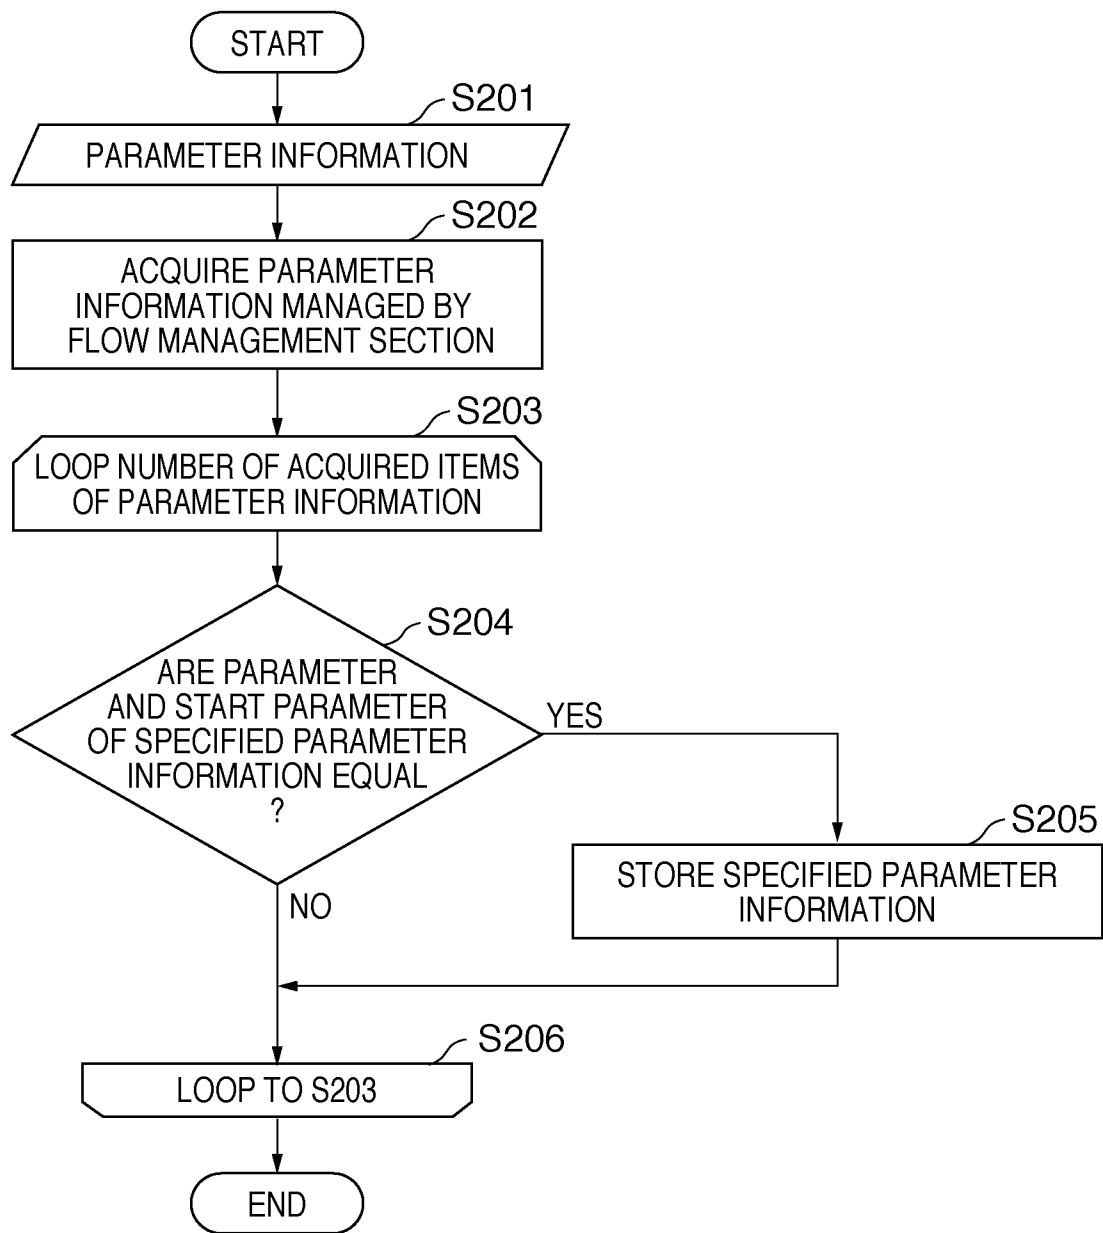 START
S201
PARAMETER INFORMATION
S202
ACQUIRE PARAMETER
INFORMATION MANAGED BY
FLOW MANAGEMENT SECTION
S203
LOOP NUMBER OF ACQUIRED ITEMS
OF PARAMETER INFORMATION
S204
ARE PARAMETER
AND START PARAMETER
OF SPECIFIED PARAMETER
INFORMATION EQUAL
?
YES
S205
STORE SPECIFIED PARAMETER
INFORMATION
NO
S206
LOOP TO S203
END